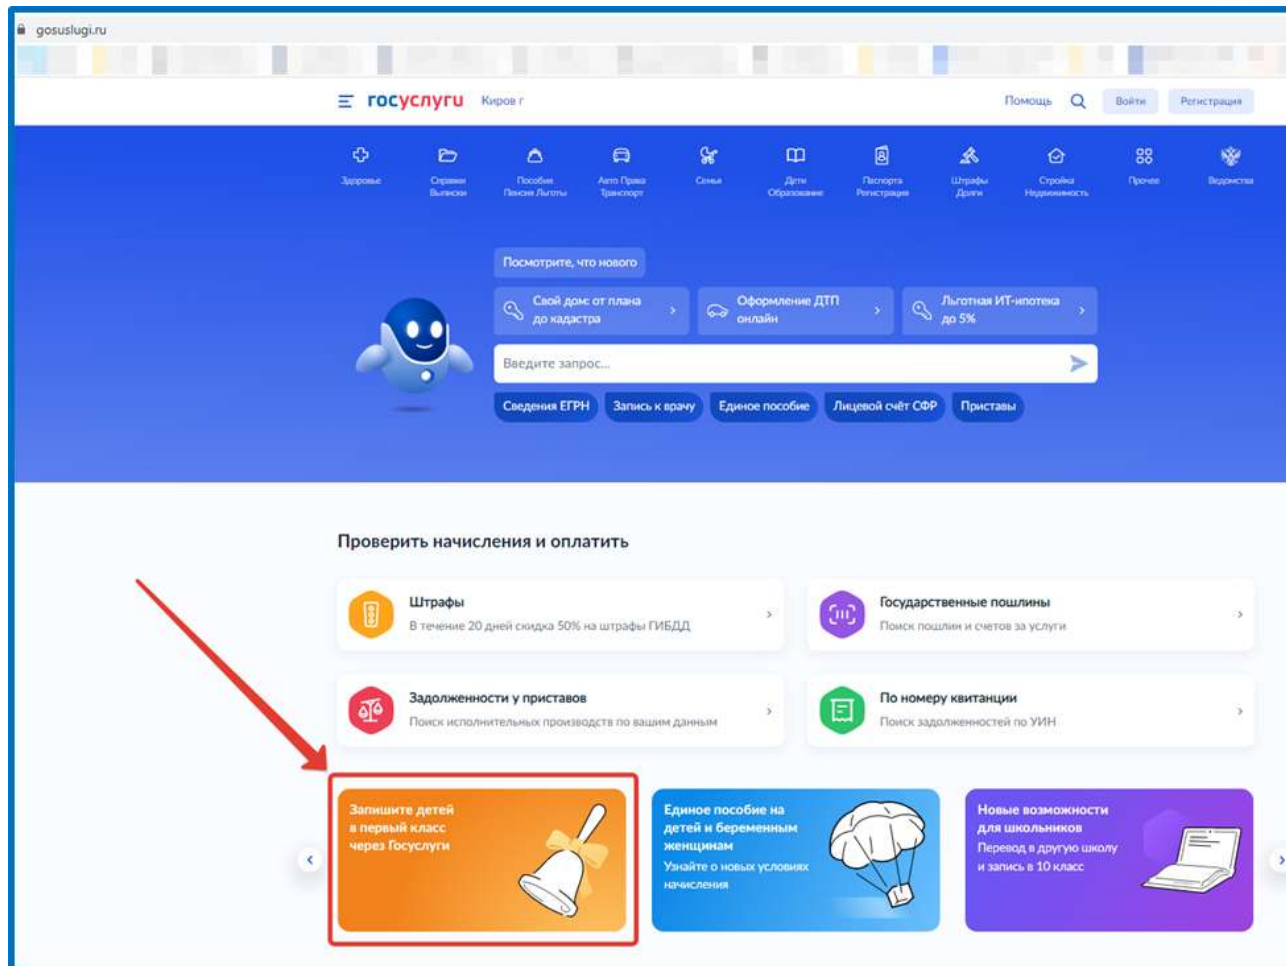 gosuslugi.ru
госуслуги Киров г Помощь Войти Регистрация
Здоровье
Справки
Выписки
Пособия
Пенсия Льготы
Авто Права
Транспорт
Семья
Дети
Образование
Паспорта
Регистрация
Штрафы
Долги
Стройка
Недвижимость
Прочее
Ведомства
Посмотрите, что нового
Свой дом: от плана
до кадастра
Оформление ДТП
онлайн
Льготная ИТ-ипотека
до 5%
Введите запрос...
Сведения ЕГРН Запись к врачу Единое пособие Лицевой счёт СФР Приставы
Проверить начисления и оплатить
Штрафы
В течение 20 дней скидка 50% на штрафы ГИБДД
Государственные пошлины
Поиск пошлин и счетов за услуги
Задолженности у приставов
Поиск исполнительных производств по вашим данным
По номеру квитанции
Поиск задолженностей по УИН
Запишите детей
в первый класс
через Госуслуги
Единое пособие на
детей и беременным
женщинам
Узнайте о новых условиях
начисления
Новые возможности
для школьников
Перевод в другую школу
и запись в 10 класс